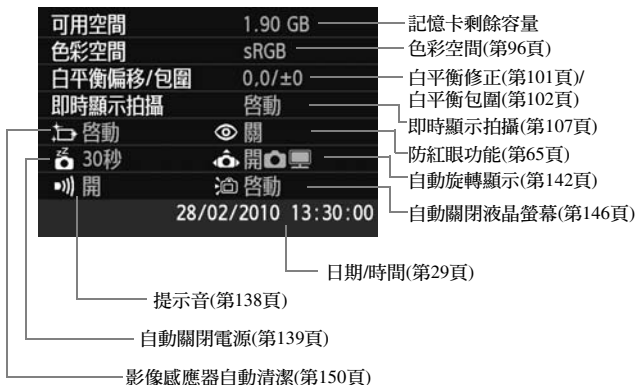 可用空間 1.90 GB
色彩空間 sRGB
白平衡偏移/包圍 0,0/±0
即時顯示拍攝 啓動
啓動 關
30秒 開
開 啓動
28/02/2010 13:30:00
記憶卡剩餘容量
色彩空間(第96頁)
白平衡修正(第101頁)/
白平衡包圍(第102頁)
即時顯示拍攝(第107頁)
防紅眼功能(第65頁)
自動旋轉顯示(第142頁)
自動關閉液晶螢幕(第146頁)
日期/時間(第29頁)
提示音(第138頁)
自動關閉電源(第139頁)
影像感應器自動清潔(第150頁)